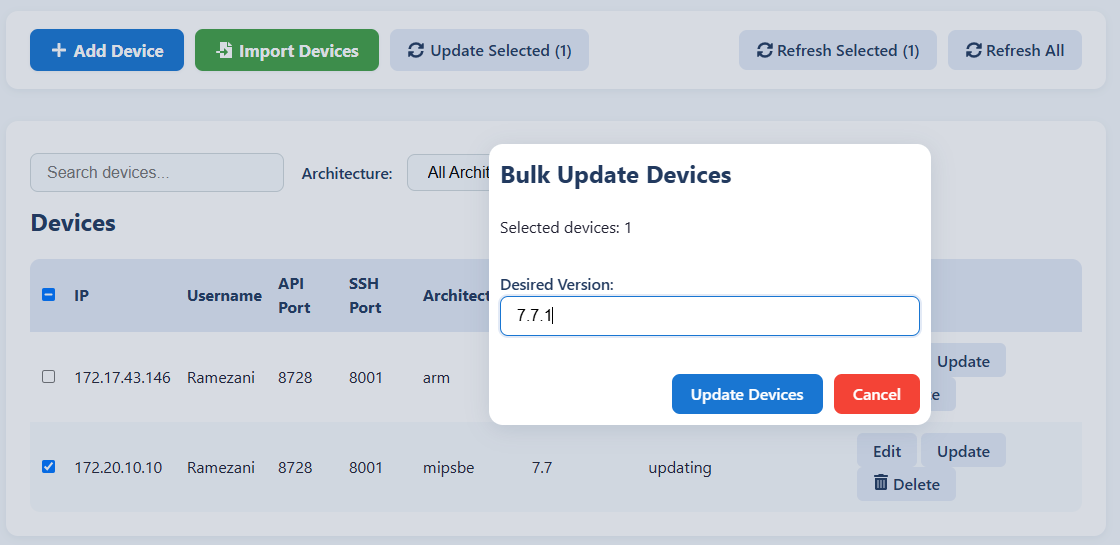 Add Device
Import Devices
Update Selected (1)
Refresh Selected (1)
Refresh All
Search devices...
Architecture:
All Archit
Bulk Update Devices
Selected devices: 1
Desired Version:
7.7.1
Update Devices
Cancel
Devices
IP
Username
API
Port
SSH
Port
Architect
172.17.43.146
Ramezani
8728
8001
arm
Update
e
172.20.10.10
Ramezani
8728
8001
mipsbe
7.7
updating
Edit
Update
Delete